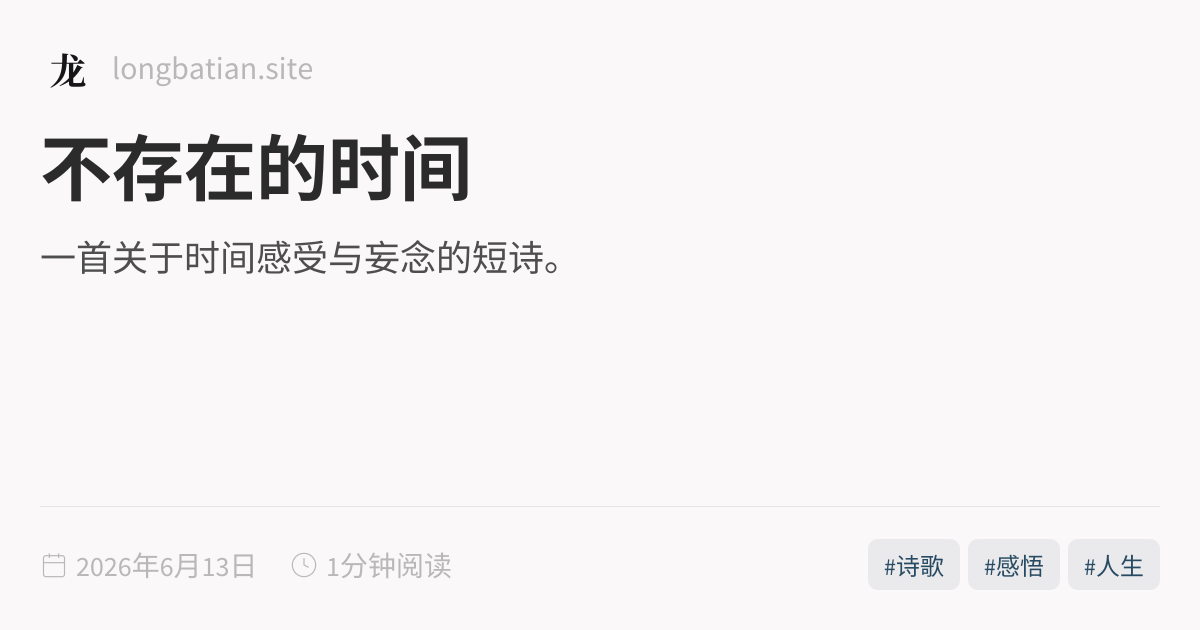 龙 longbatian.site
不存在的时间
一首关于时间感受与妄念的短诗。
2026年6月13日 1分钟阅读 #诗歌 #感悟 #人生